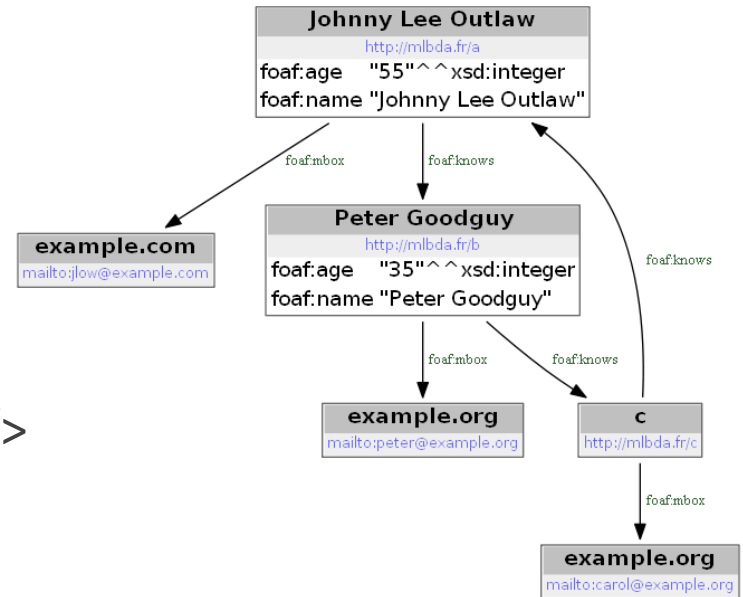 Johnny Lee Outlaw
http://mlbda.fr/a
foaf:age "55"^^xsd:integer
foaf:name "Johnny Lee Outlaw"
foaf:mbox
foaf:knows
Peter Goodguy
http://mlbda.fr/b
foaf:age "35"^^xsd:integer
foaf:name "Peter Goodguy"
example.com
mailto:jlow@example.com
foaf:knows
foaf:mbox
foaf:knows
>
example.org
mailto:peter@example.org
c
http://mlbda.fr/c
foaf:mbox
example.org
mailto:carol@example.org